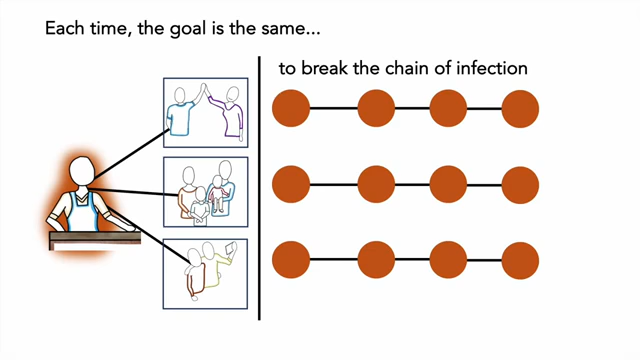 Each time, the goal is the same...
to break the chain of infection